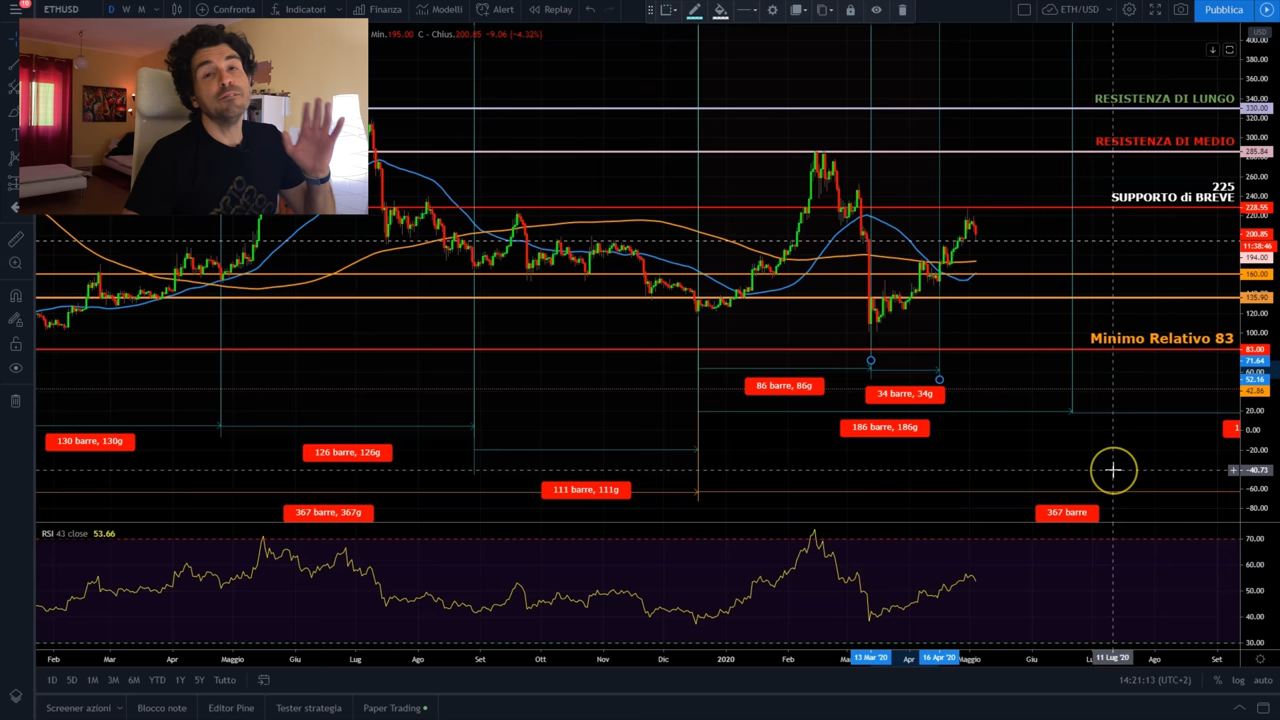 10
ETHUSD
D W M
Confronta
Indicatori
Finanza
Modelli
Alert
Replay
ETH/USD
Pubblica
Min.195.00 C - Chius.200.85 −9.06 (−4.32%)
USD
400.00
380.00
360.00
340.00
RESISTENZA DI LUNGO
330.00
320.00
300.00
RESISTENZA DI MEDIO
285.84
260.00
225
240.00
SUPPORTO di BREVE
228.55
220.00
200.85
11:38:46
194.00
160.00
135.90
120.00
100.00
Minimo Relativo 83
83.00
71.64
60.00
52.16
42.86
20.00
0.00
−20.00
−40.73
−60.00
−80.00
86 barre, 86g
34 barre, 34g
186 barre, 186g
130 barre, 130g
126 barre, 126g
111 barre, 111g
367 barre, 367g
367 barre
1
RSI 43 close 53.66
70.00
60.00
50.00
40.00
30.00
Feb Mar Apr Maggio Giu Lug Ago Set Ott Nov Dic 2020 Feb Ma 13 Mar '20 Apr 16 Apr '20 Maggio Giu Lu 11 Lug '20 Ago Set
1D 5D 1M 3M 6M YTD 1Y 5Y Tutto
14:21:13 (UTC+2)
% log auto
Screener azioni
Blocco note
Editor Pine
Tester strategia
Paper Trading